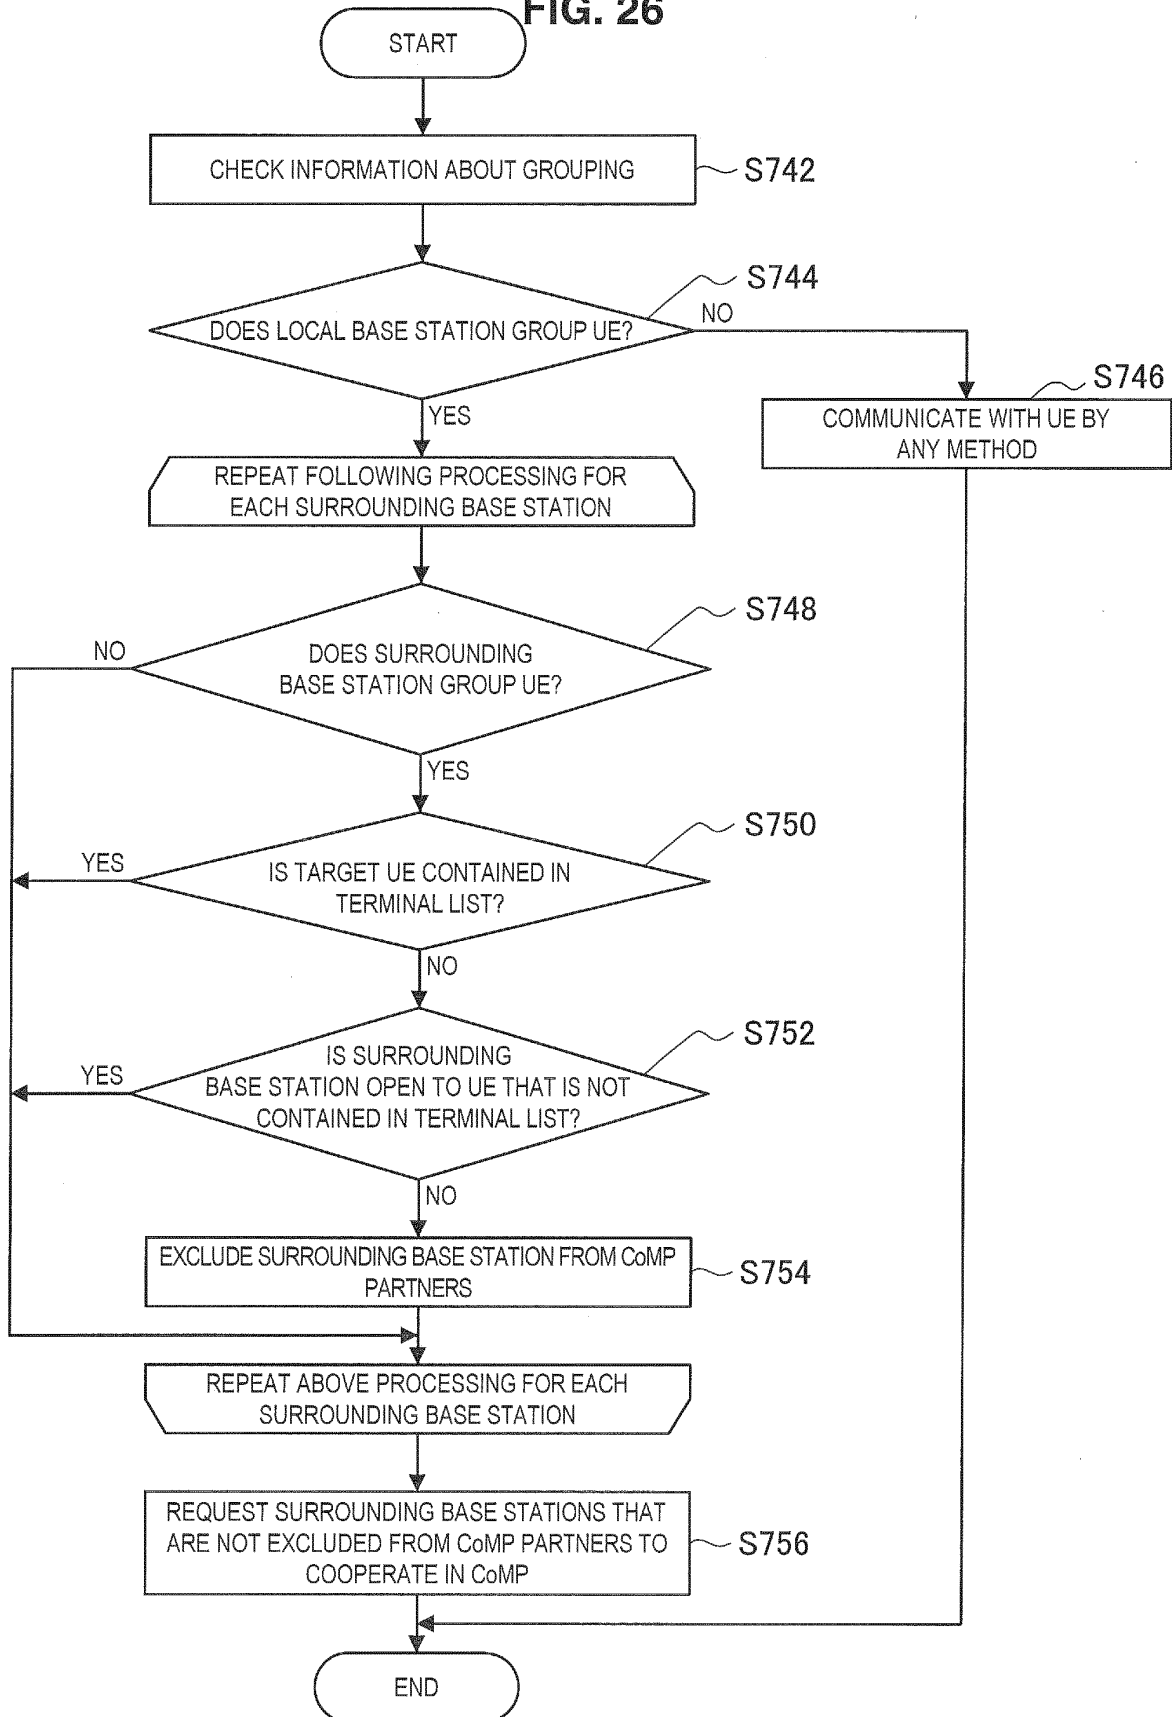 FIG. 26
START
CHECK INFORMATION ABOUT GROUPING
S742
S744
DOES LOCAL BASE STATION GROUP UE?
NO
S746
COMMUNICATE WITH UE BY
ANY METHOD
YES
REPEAT FOLLOWING PROCESSING FOR
EACH SURROUNDING BASE STATION
S748
NO
DOES SURROUNDING
BASE STATION GROUP UE?
YES
S750
YES
IS TARGET UE CONTAINED IN
TERMINAL LIST?
NO
S752
YES
IS SURROUNDING
BASE STATION OPEN TO UE THAT IS NOT
CONTAINED IN TERMINAL LIST?
NO
EXCLUDE SURROUNDING BASE STATION FROM CoMP
PARTNERS
S754
REPEAT ABOVE PROCESSING FOR EACH
SURROUNDING BASE STATION
REQUEST SURROUNDING BASE STATIONS THAT
ARE NOT EXCLUDED FROM CoMP PARTNERS TO
COOPERATE IN CoMP
S756
END